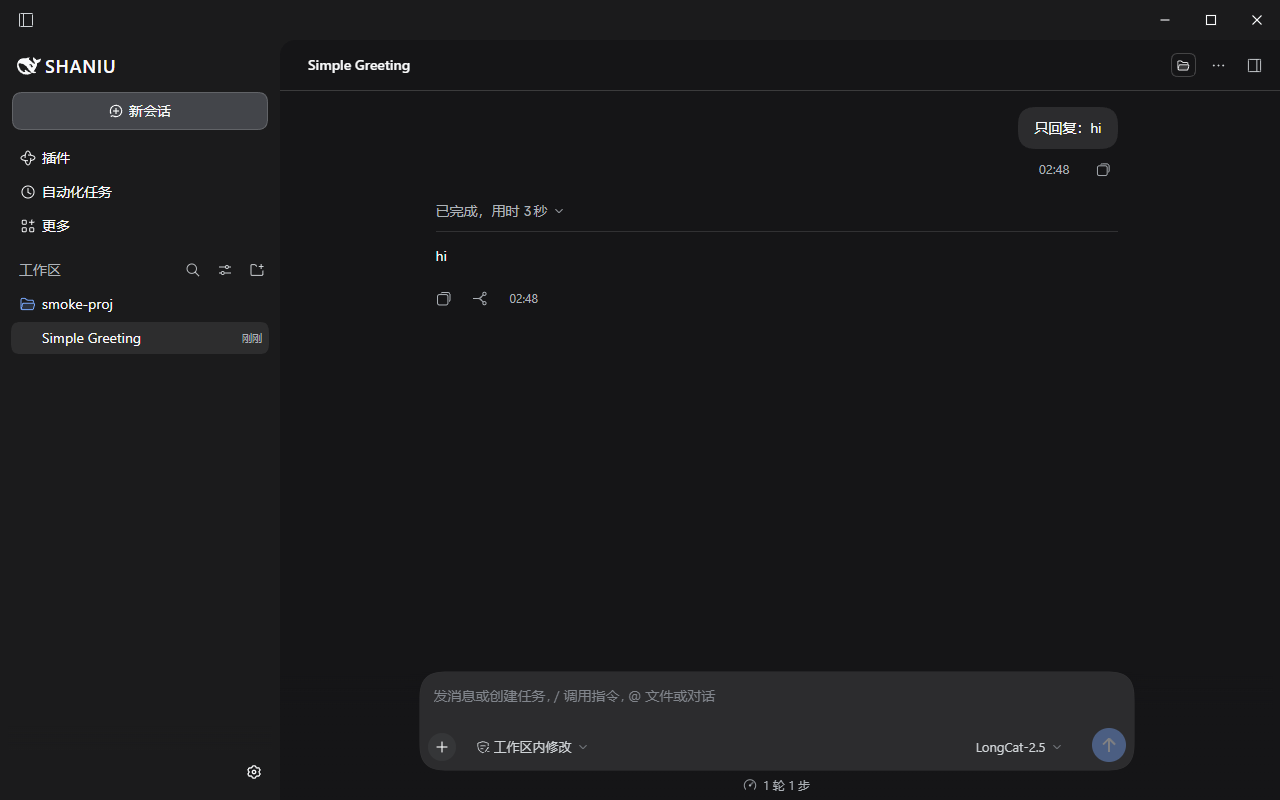 SHANIU
新会话
插件
自动化任务
更多
工作区
smoke-proj
Simple Greeting
刚刚
Simple Greeting
只回复：hi
02:48
已完成，用时 3 秒
hi
02:48
发消息或创建任务, / 调用指令, @ 文件或对话
工作区内修改
LongCat-2.5
1 轮 1 步